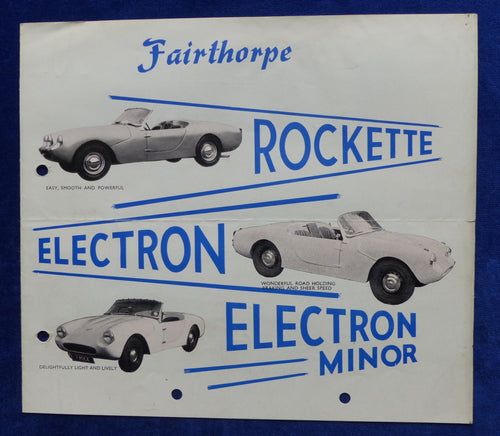 Fairthorpe
ROCKETTE
EASY, SMOOTH AND POWERFUL
ELECTRON
WONDERFUL ROAD HOLDING
BRAKING AND SHEER SPEED
ELECTRON
MINOR
DELIGHTFULLY LIGHT AND LIVELY